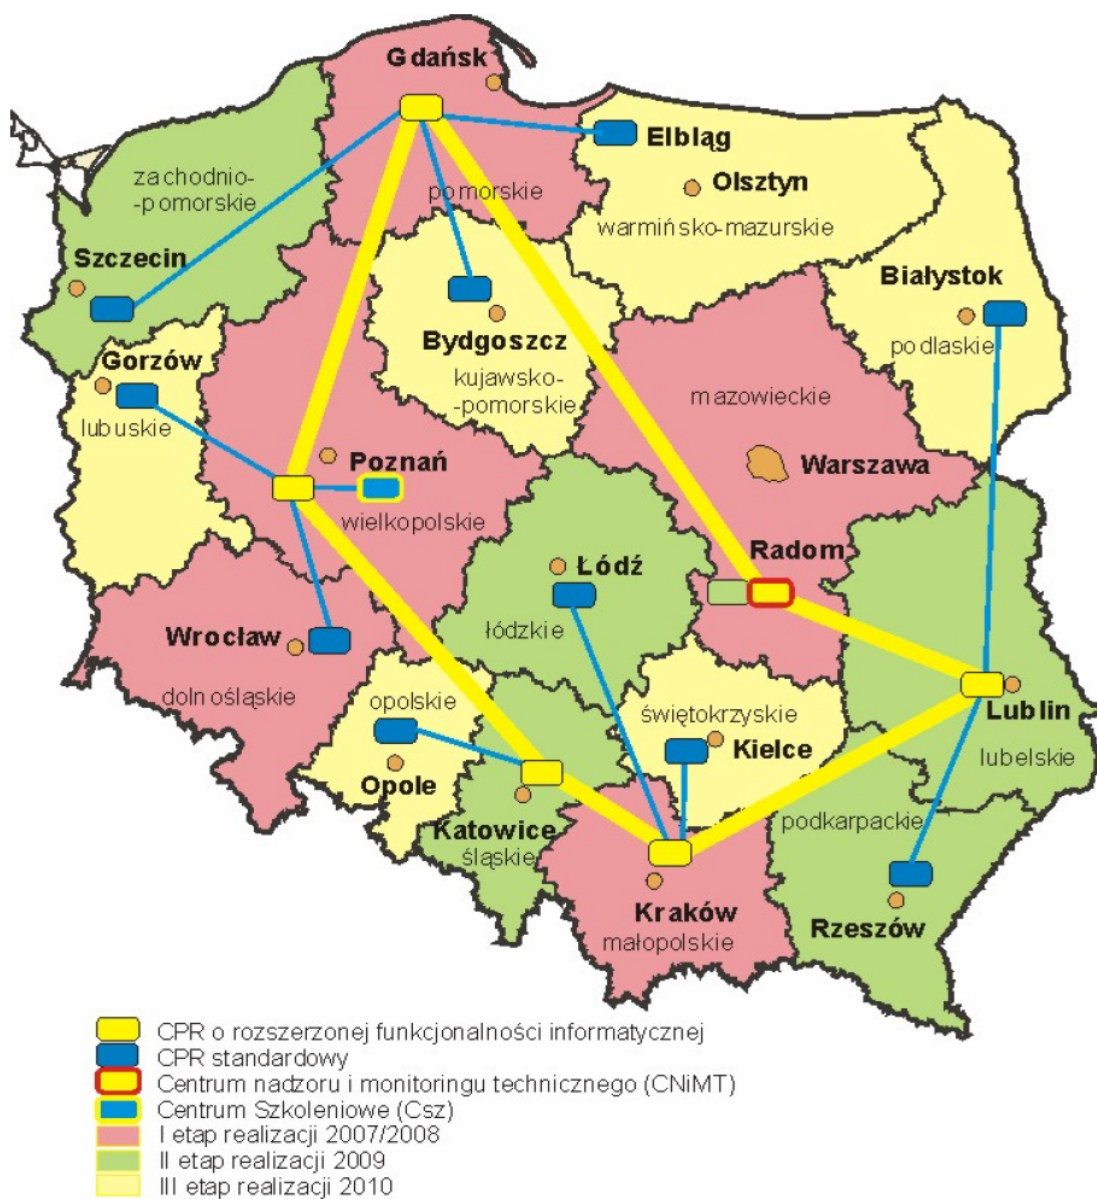 Gdańsk
Elbląg
zachodnio-
-pomorskie
pomorskie
Olsztyn
warmińsko-mazurskie
Szczecin
Białystok
Bydgoszcz
podlaskie
Gorzów
kujawsko-
-pomorskie
mazowieckie
lubuskie
Poznań
Warszawa
wielkopolskie
Radom
Łódź
łódzkie
Wrocław
dolnośląskie
opolskie
świętokrzyskie
Lublin
Kielce
lubelskie
Opole
Katowice
śląskie
podkarpackie
Kraków
małopolskie
Rzeszów
CPR o rozszerzonej funkcjonalności informatycznej
CPR standardowy
Centrum nadzoru i monitoringu technicznego (CNiMT)
Centrum Szkoleniowe (Csz)
I etap realizacji 2007/2008
II etap realizacji 2009
III etap realizacji 2010